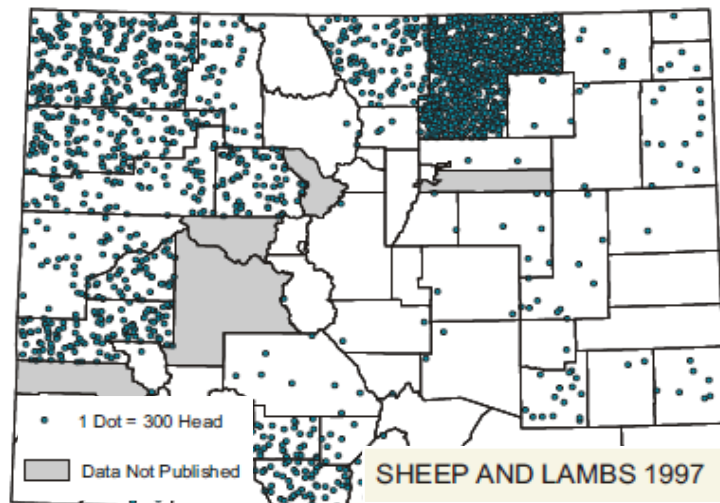 1 Dot = 300 Head
Data Not Published
SHEEP AND LAMBS 1997